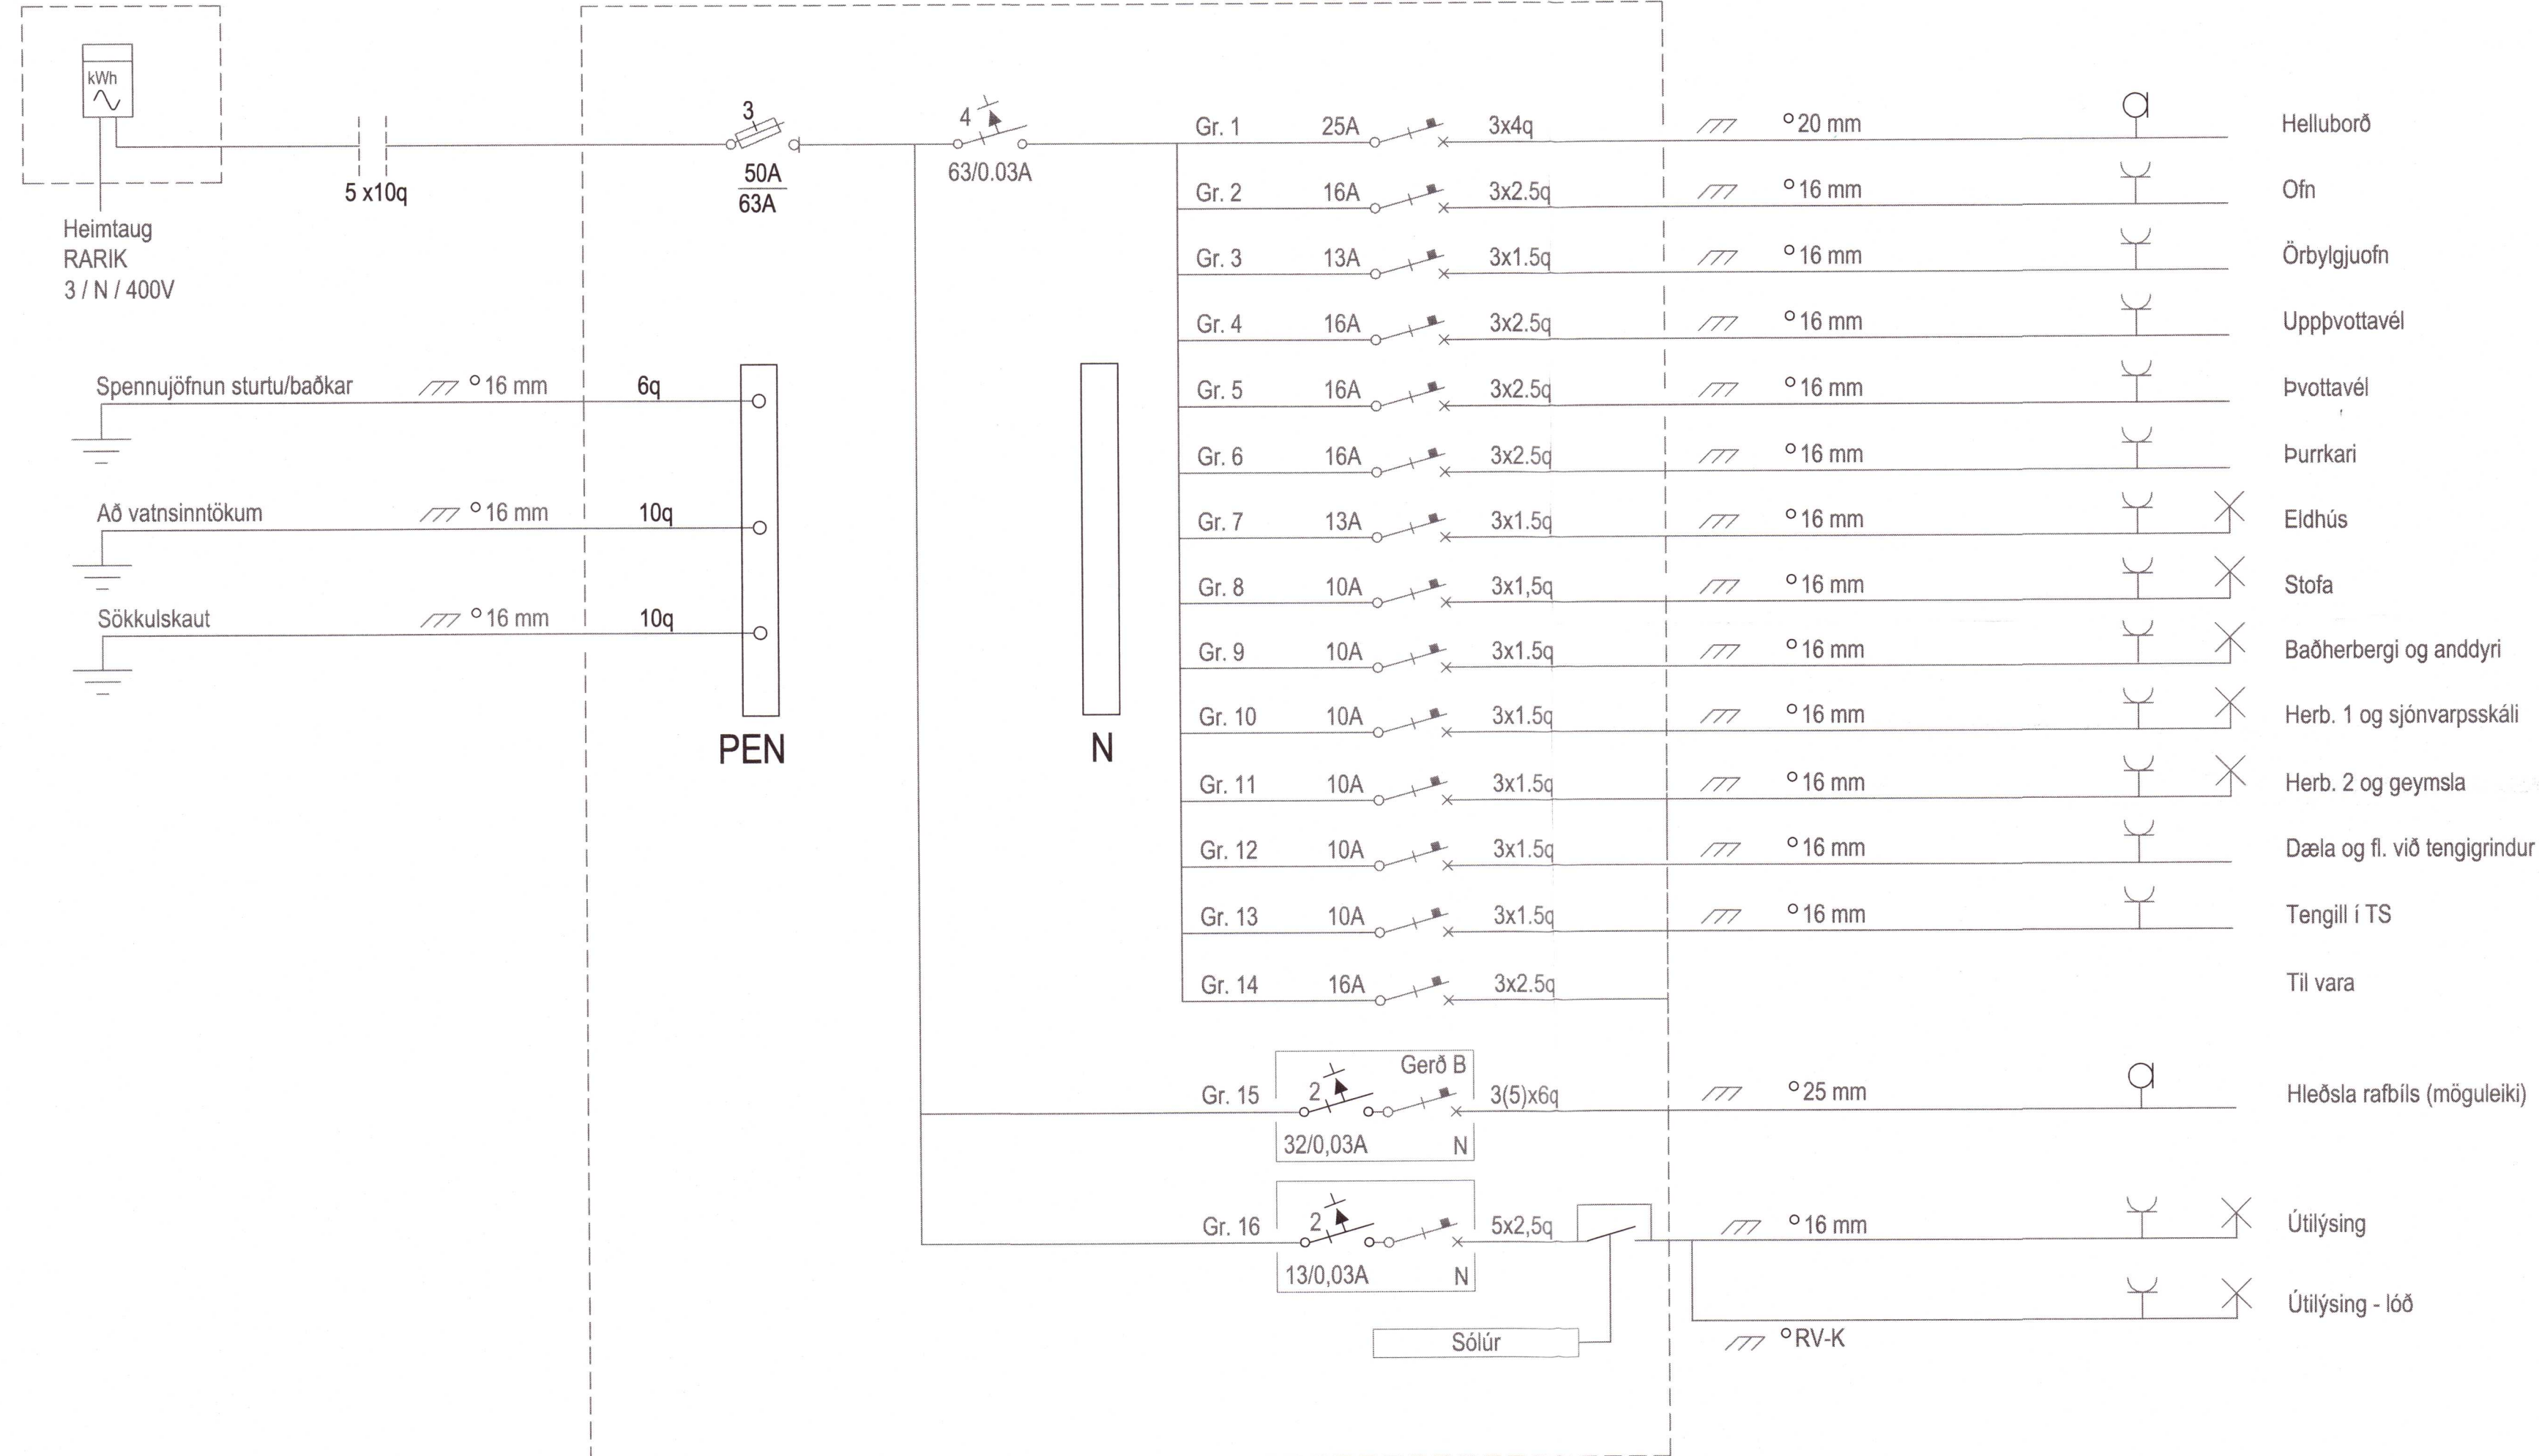 kWh
5 x10q
Heimtaug
RARIK
3 / N / 400V
3
50A
63A
4
63/0.03A
Spennujöfnun sturtu/baðkar 16 mm 6q
Að vatnsinntökum 16 mm 10q
Sökkulskaut 16 mm 10q
PEN
N
Gr. 1 25A 3x4q 20 mm Helluborð
Gr. 2 16A 3x2.5q 16 mm Ofn
Gr. 3 13A 3x1.5q 16 mm Örbylgjuofn
Gr. 4 16A 3x2.5q 16 mm Uppþvottavél
Gr. 5 16A 3x2.5q 16 mm Þvottavél
Gr. 6 16A 3x2.5q 16 mm Þurrkari
Gr. 7 13A 3x1.5q 16 mm Eldhús
Gr. 8 10A 3x1,5q 16 mm Stofa
Gr. 9 10A 3x1.5q 16 mm Baðherbergi og anddyri
Gr. 10 10A 3x1.5q 16 mm Herb. 1 og sjónvarpsskáli
Gr. 11 10A 3x1.5q 16 mm Herb. 2 og geymsla
Gr. 12 10A 3x1.5q 16 mm Dæla og fl. við tengigrindur
Gr. 13 10A 3x1.5q 16 mm Tengill í TS
Gr. 14 16A 3x2.5q Til vara
Gerð B
Gr. 15 2 3(5)x6q 25 mm Hleðsla rafbíls (möguleiki)
32/0,03A N
Gr. 16 2 5x2,5q 16 mm Útilýsing
13/0,03A N
Útilýsing - lóð
Sólúr RV-K